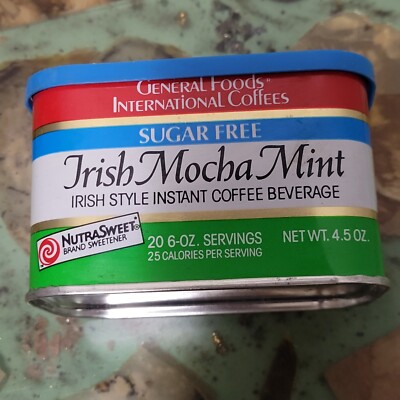 GENERAL FOODS®
INTERNATIONAL COFFEES
SUGAR FREE
Irish Mocha Mint
IRISH STYLE INSTANT COFFEE BEVERAGE
NUTRASWEET®
BRAND SWEETENER
20 6-OZ. SERVINGS
25 CALORIES PER SERVING
NET WT. 4.5 OZ.